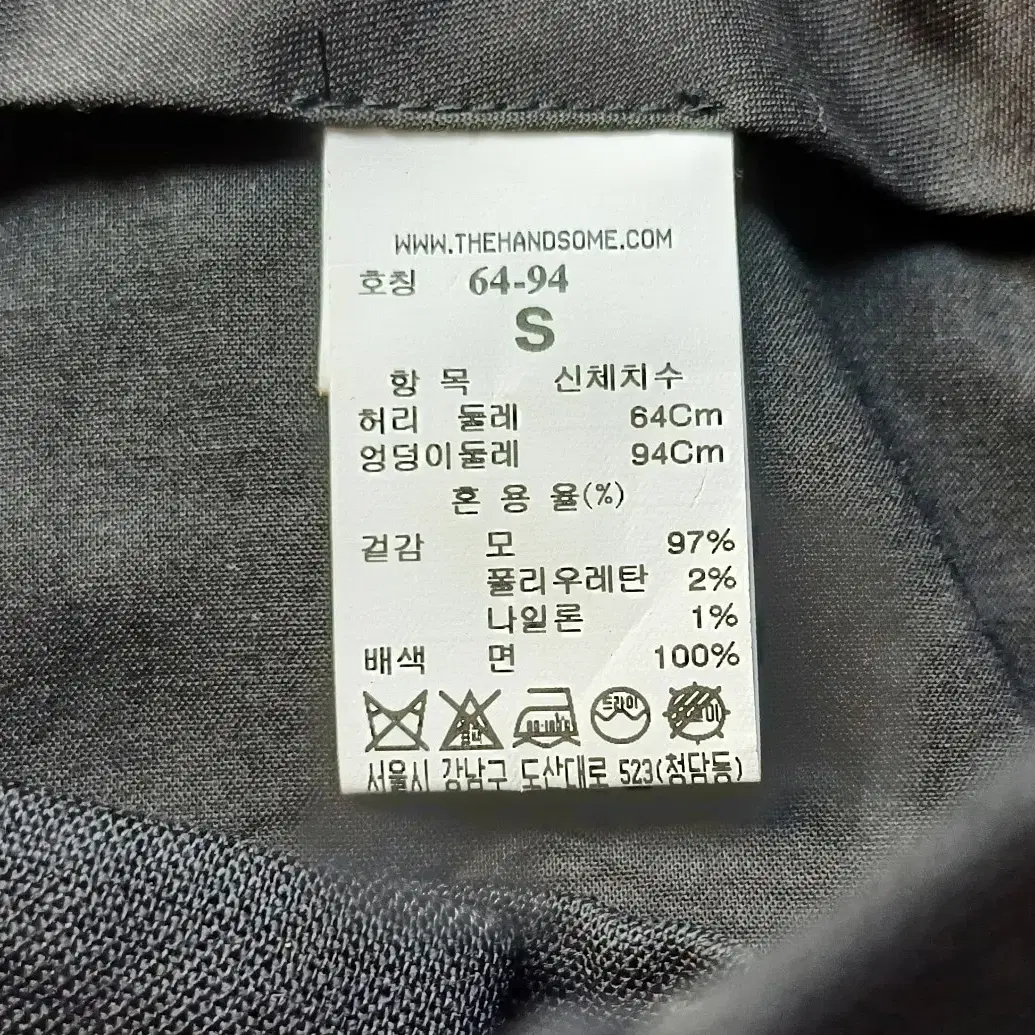 WWW.THEHANDSOME.COM
호칭 64-94
S
항 목 신체치수
허리 둘레 64Cm
엉덩이둘레 94Cm
혼 용 율(%)
겉감 모 97%
폴리우레탄 2%
나일론 1%
배색 면 100%
드라이
서울시 강남구 도산대로 523(청담동)